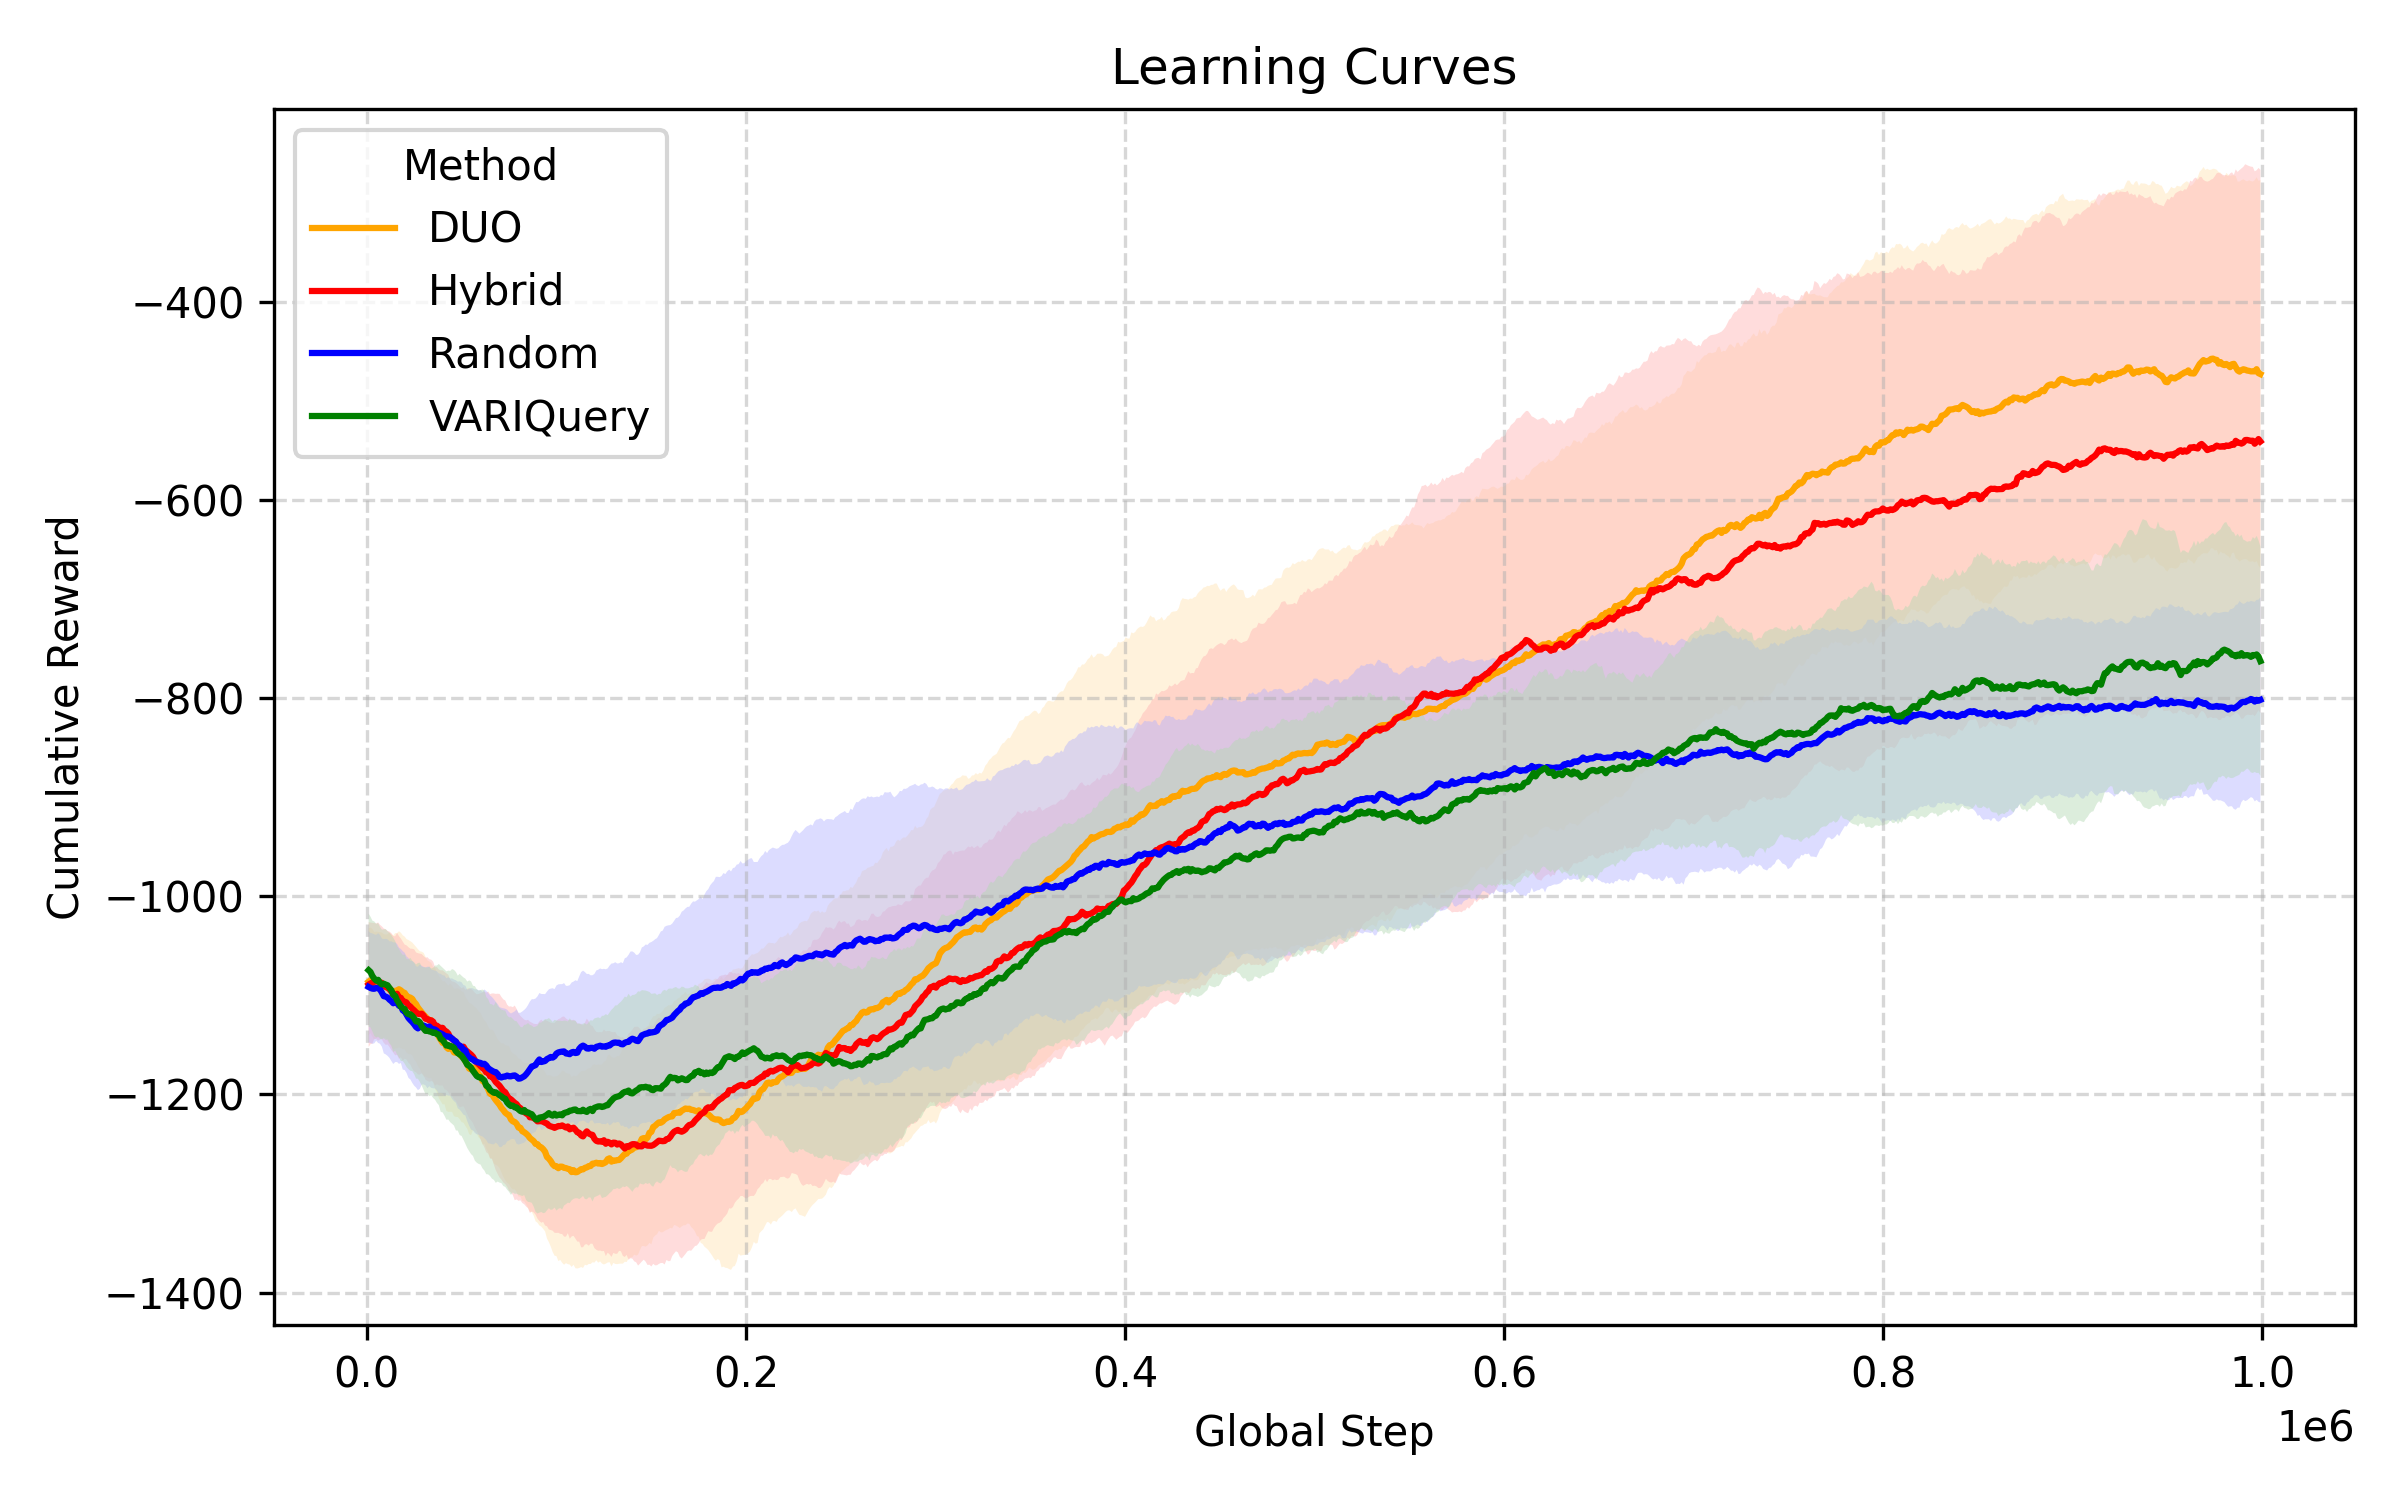 Learning Curves
Method
DUO
Hybrid
Random
VARIQuery
Cumulative Reward
−400
−600
−800
−1000
−1200
−1400
0.0 0.2 0.4 0.6 0.8 1.0
1e6
Global Step